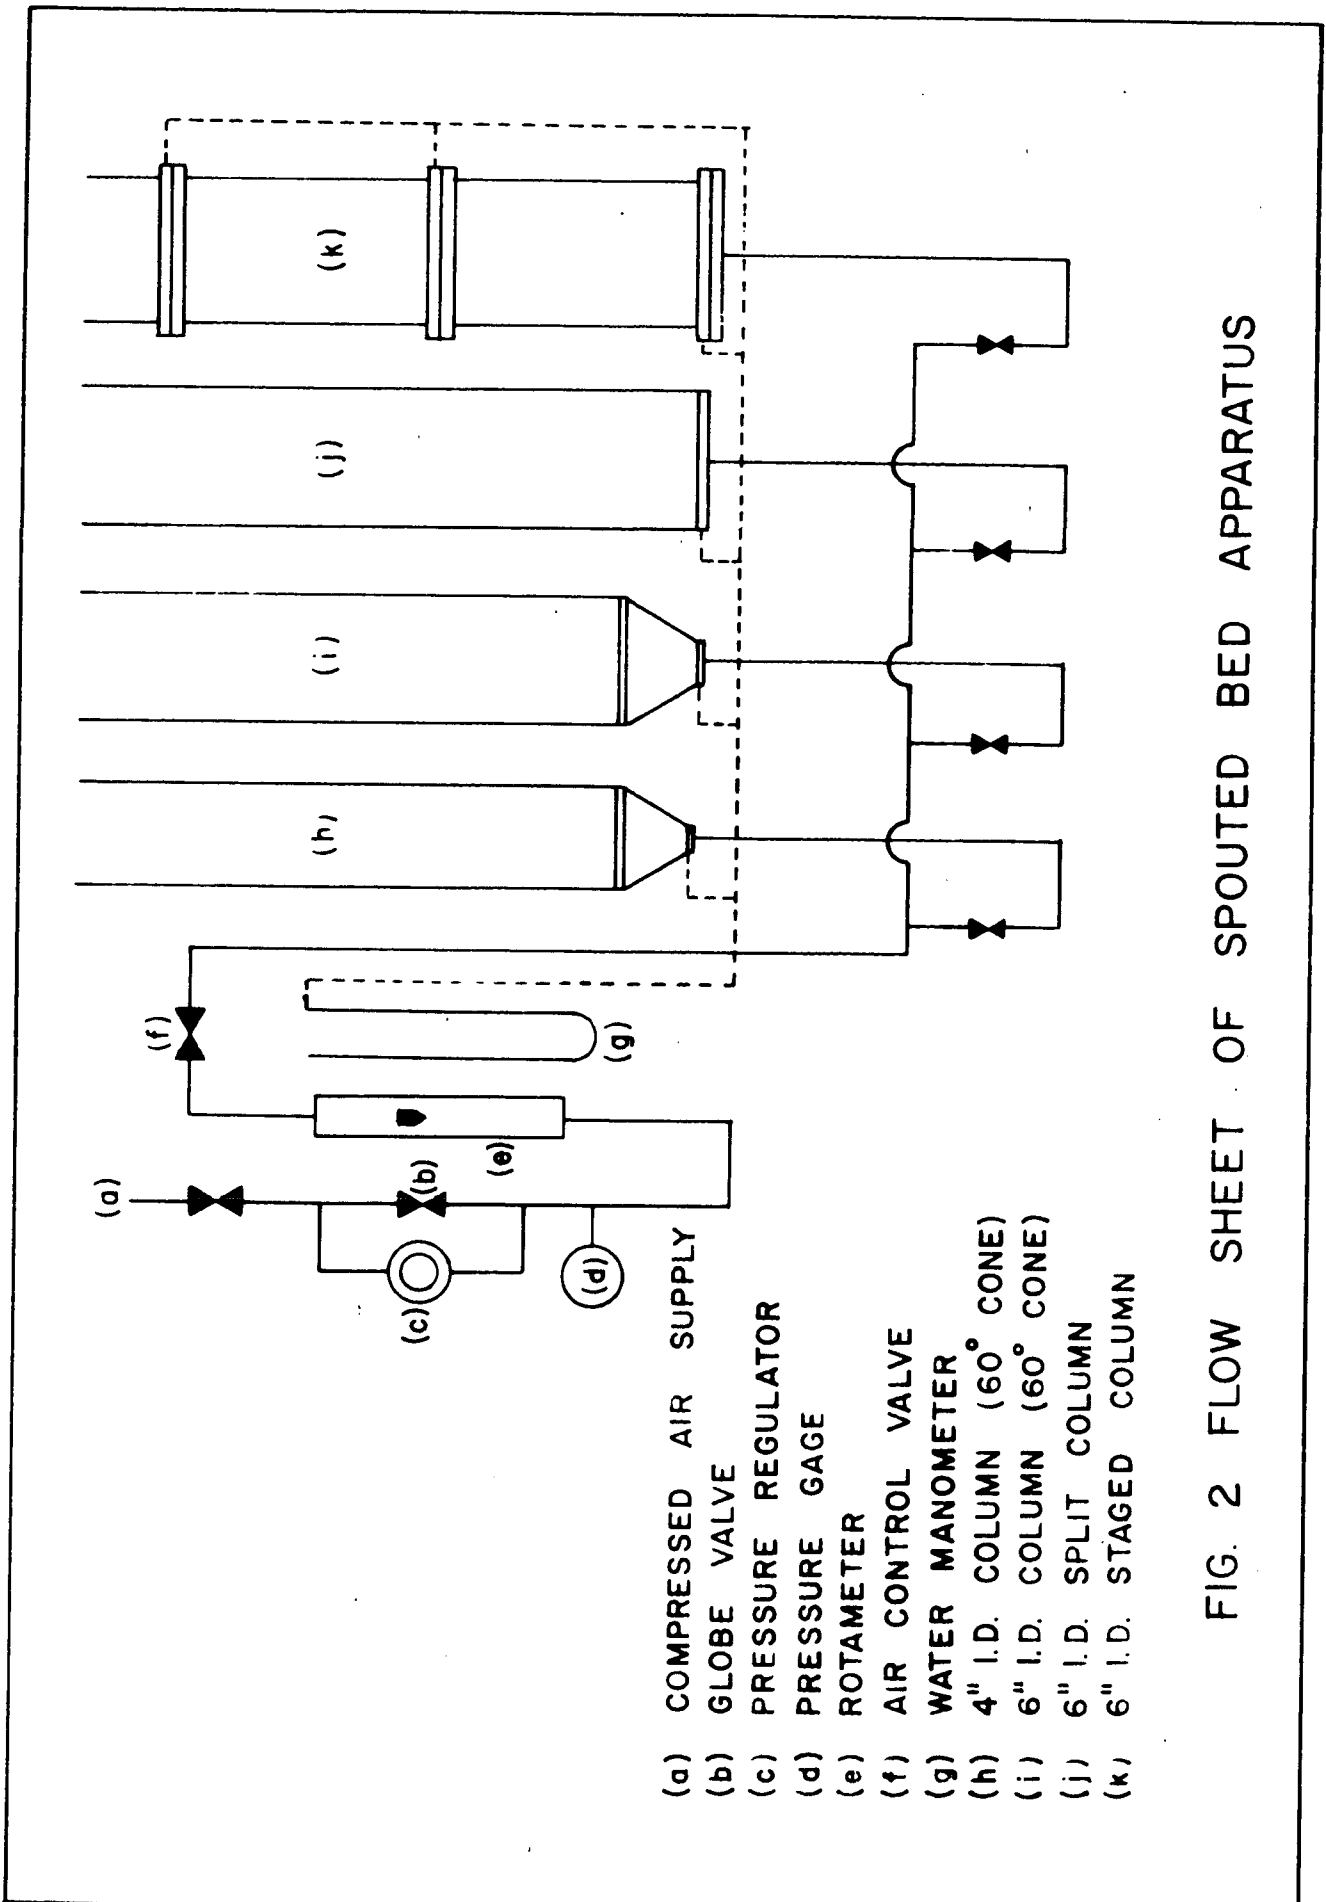 (a)
(b)
(c)
(d)
(e)
(f)
(g)
(h)
(i)
(j)
(k)
(a) COMPRESSED AIR SUPPLY
(b) GLOBE VALVE
(c) PRESSURE REGULATOR
(d) PRESSURE GAGE
(e) ROTAMETER
(f) AIR CONTROL VALVE
(g) WATER MANOMETER
(h) 4" I.D. COLUMN (60° CONE)
(i) 6" I.D. COLUMN (60° CONE)
(j) 6" I.D. SPLIT COLUMN
(k) 6" I.D. STAGED COLUMN
FIG. 2 FLOW SHEET OF SPOUTED BED APPARATUS